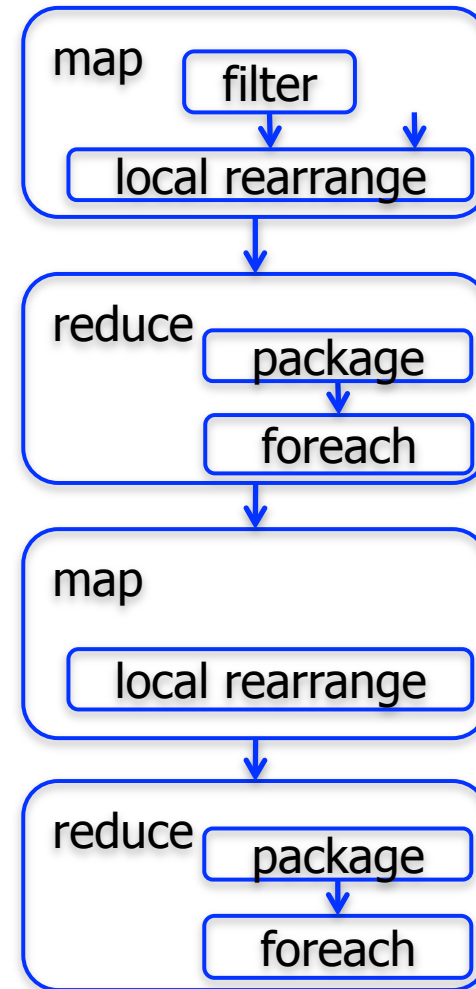 map
filter
local rearrange
reduce
package
foreach
map
local rearrange
reduce
package
foreach